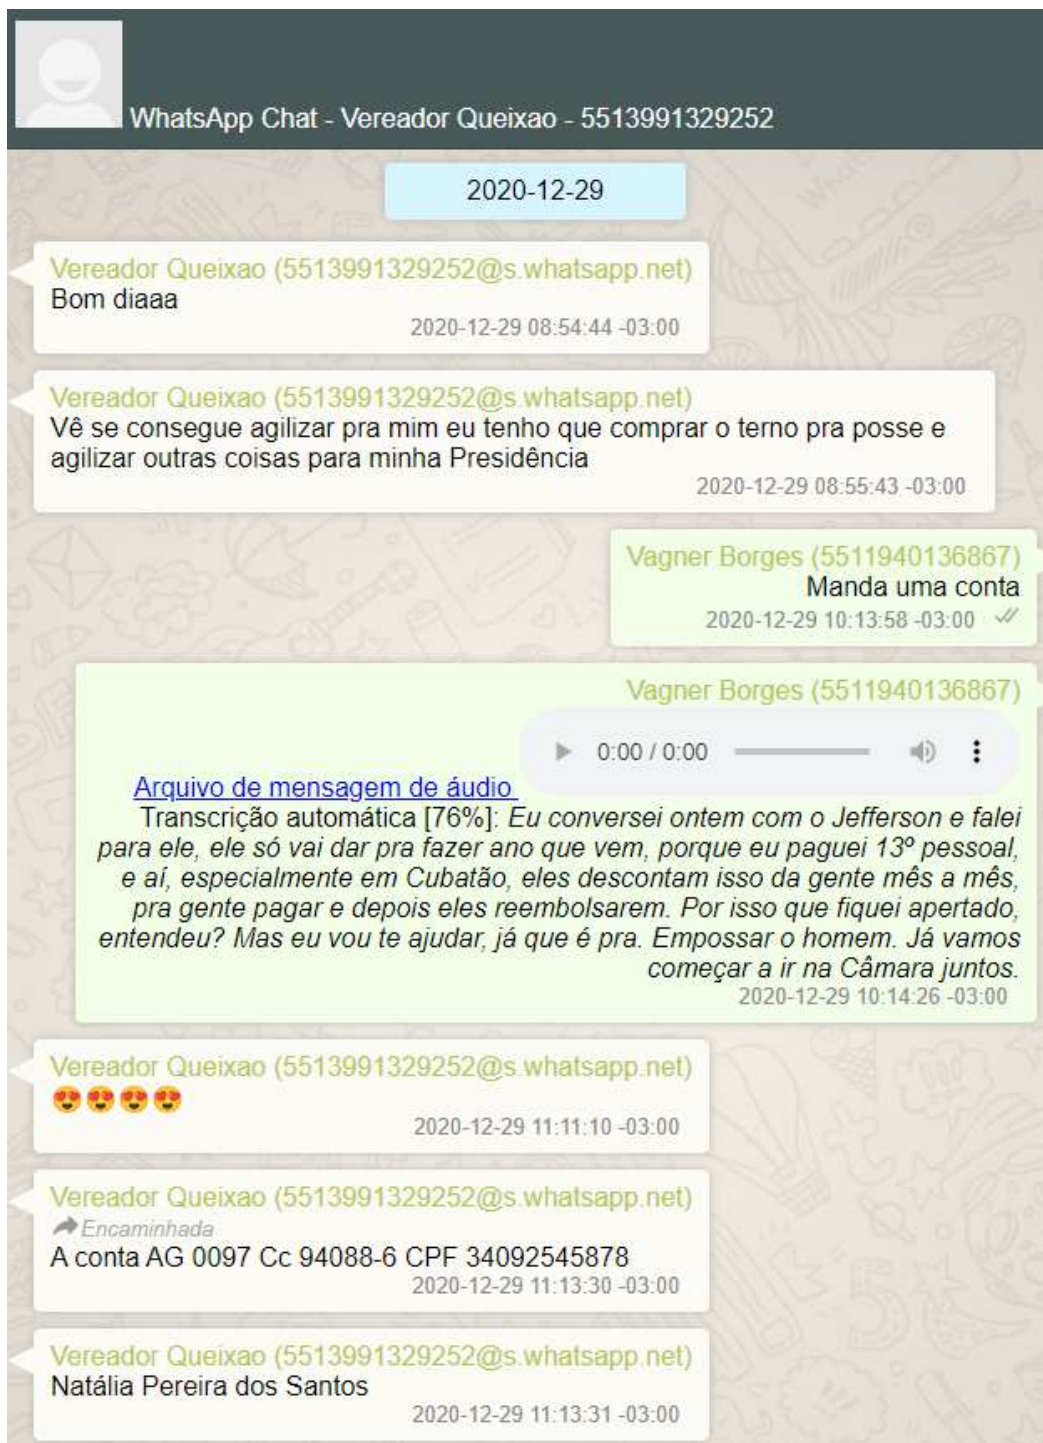 WhatsApp Chat - Vereador Queixao - 5513991329252
2020-12-29
Vereador Queixao (5513991329252@s.whatsapp.net)
Bom diaaa
2020-12-29 08:54:44 -03:00
Vereador Queixao (5513991329252@s.whatsapp.net)
Vê se consegue agilizar pra mim eu tenho que comprar o terno pra posse e
agilizar outras coisas para minha Presidência
2020-12-29 08:55:43 -03:00
Vagner Borges (5511940136867)
Manda uma conta
2020-12-29 10:13:58 -03:00
Vagner Borges (5511940136867)
0:00 / 0:00
Arquivo de mensagem de áudio
Transcrição automática [76%]: Eu conversei ontem com o Jefferson e falei
para ele, ele só vai dar pra fazer ano que vem, porque eu paguei 13º pessoal,
e aí, especialmente em Cubatão, eles descontam isso da gente mês a mês,
pra gente pagar e depois eles reembolsarem. Por isso que fiquei apertado,
entendeu? Mas eu vou te ajudar, já que é pra. Empossar o homem. Já vamos
começar a ir na Câmara juntos.
2020-12-29 10:14:26 -03:00
Vereador Queixao (5513991329252@s.whatsapp.net)
😍😍😍😍
2020-12-29 11:11:10 -03:00
Vereador Queixao (5513991329252@s.whatsapp.net)
Encaminhada
A conta AG 0097 Cc 94088-6 CPF 34092545878
2020-12-29 11:13:30 -03:00
Vereador Queixao (5513991329252@s.whatsapp.net)
Natália Pereira dos Santos
2020-12-29 11:13:31 -03:00